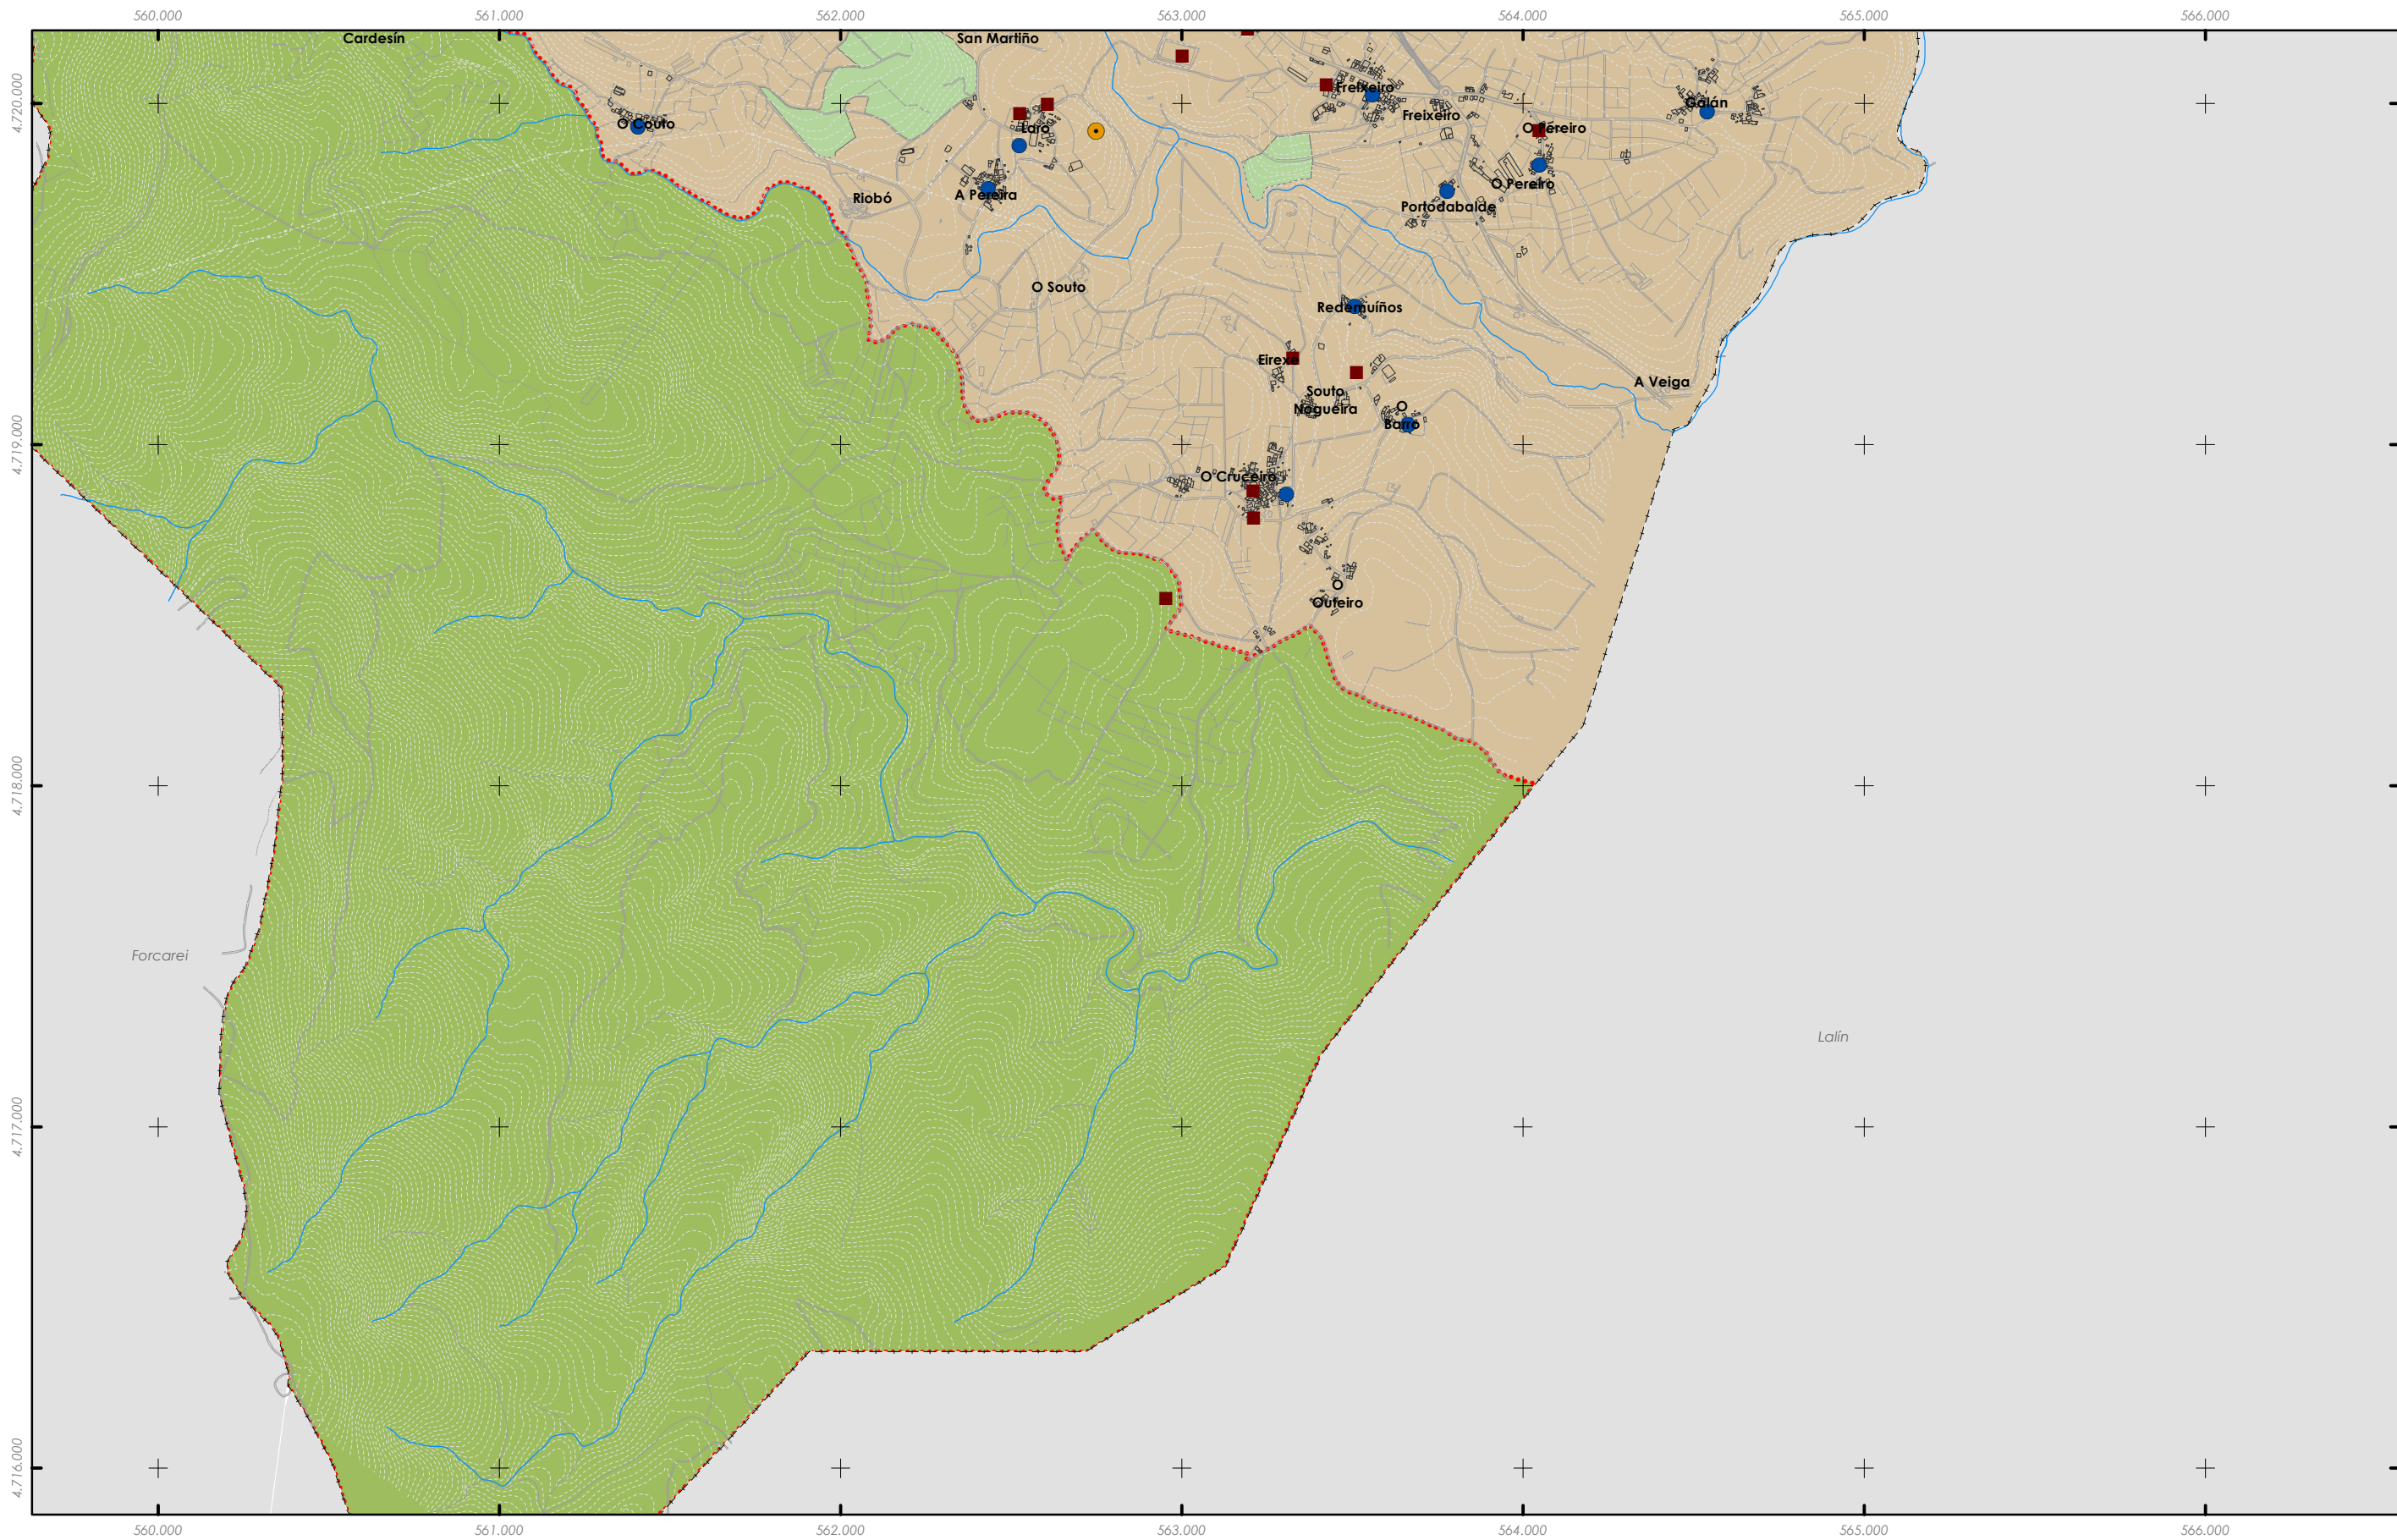 560.000 561.000 562.000 563.000 564.000 565.000 566.000
Cardesín
San Martiño
Freixeiro
4.720.000
Galán
Freixeiro
O Couto
Laro
O Pereiro
O Pereiro
A Pereira
Riobó
Portodabalde
O Souto
Redemuíños
Eirexe
A Veiga
Souto
Nogueira
O
Barro
4.719.000
O Cruceiro
O
Outeiro
4.718.000
Forcarei
Lalín
4.717.000
4.716.000
560.000 561.000 562.000 563.000 564.000 565.000 566.000